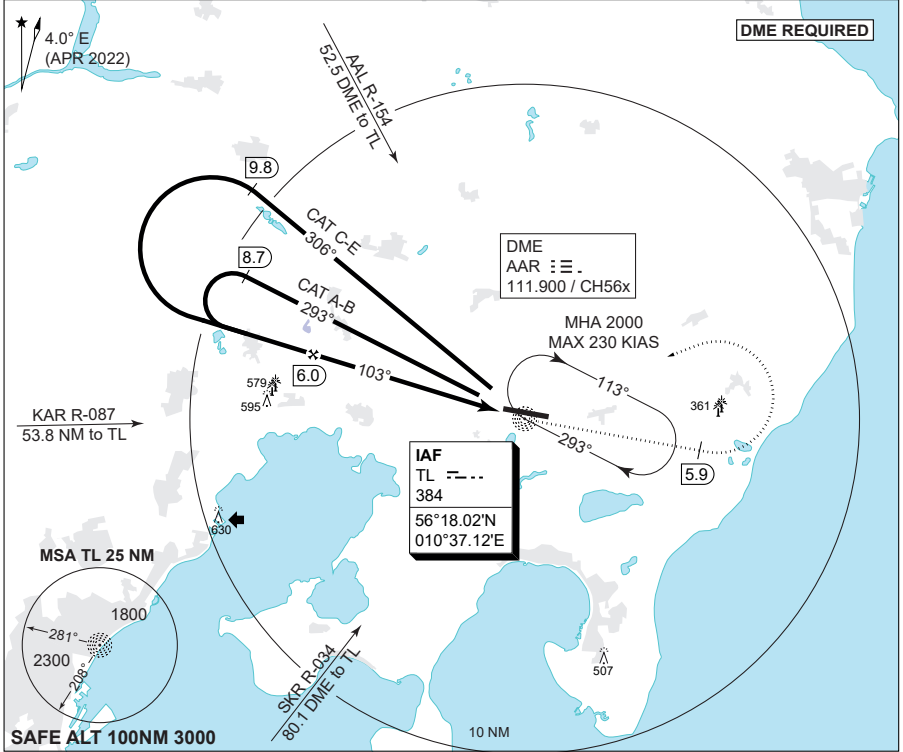 4.0° E
(APR 2022)
DME REQUIRED
AAL R-154
52.5 DME to TL
9.8
CAT C-E
306°
8.7
CAT A-B
293°
DME
AAR
111.900 / CH56x
MHA 2000
MAX 230 KIAS
6.0
103°
113°
293°
579
595
361
KAR R-087
53.8 NM to TL
5.9
IAF
TL
384
56°18.02'N
010°37.12'E
630
MSA TL 25 NM
1800
281°
2300
208°
SKR R-034
80.1 DME to TL
507
10 NM
SAFE ALT 100NM 3000